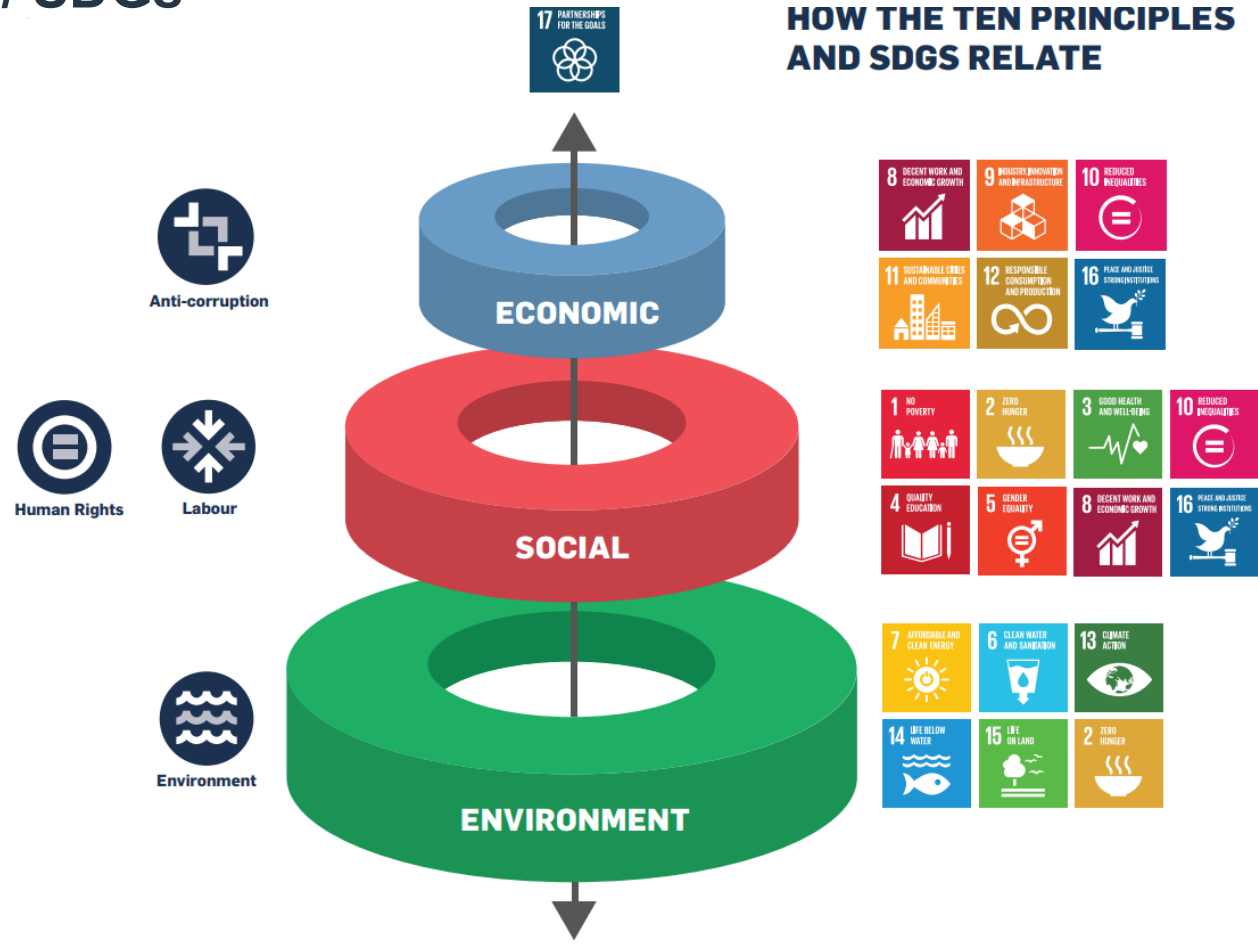 / SDGs
HOW THE TEN PRINCIPLES
AND SDGS RELATE
17 PARTNERSHIPS
FOR THE GOALS
Anti-corruption
ECONOMIC
8 DECENT WORK AND
ECONOMIC GROWTH
9 INDUSTRY, INNOVATION
AND INFRASTRUCTURE
10 REDUCED
INEQUALITIES
11 SUSTAINABLE CITIES
AND COMMUNITIES
12 RESPONSIBLE
CONSUMPTION
AND PRODUCTION
16 PEACE AND JUSTICE
STRONG INSTITUTIONS
Human Rights
Labour
SOCIAL
1 NO
POVERTY
2 ZERO
HUNGER
3 GOOD HEALTH
AND WELL-BEING
10 REDUCED
INEQUALITIES
4 QUALITY
EDUCATION
5 GENDER
EQUALITY
8 DECENT WORK AND
ECONOMIC GROWTH
16 PEACE AND JUSTICE
STRONG INSTITUTIONS
Environment
ENVIRONMENT
7 AFFORDABLE AND
CLEAN ENERGY
6 CLEAN WATER
AND SANITATION
13 CLIMATE
ACTION
14 LIFE BELOW
WATER
15 LIFE
ON LAND
2 ZERO
HUNGER